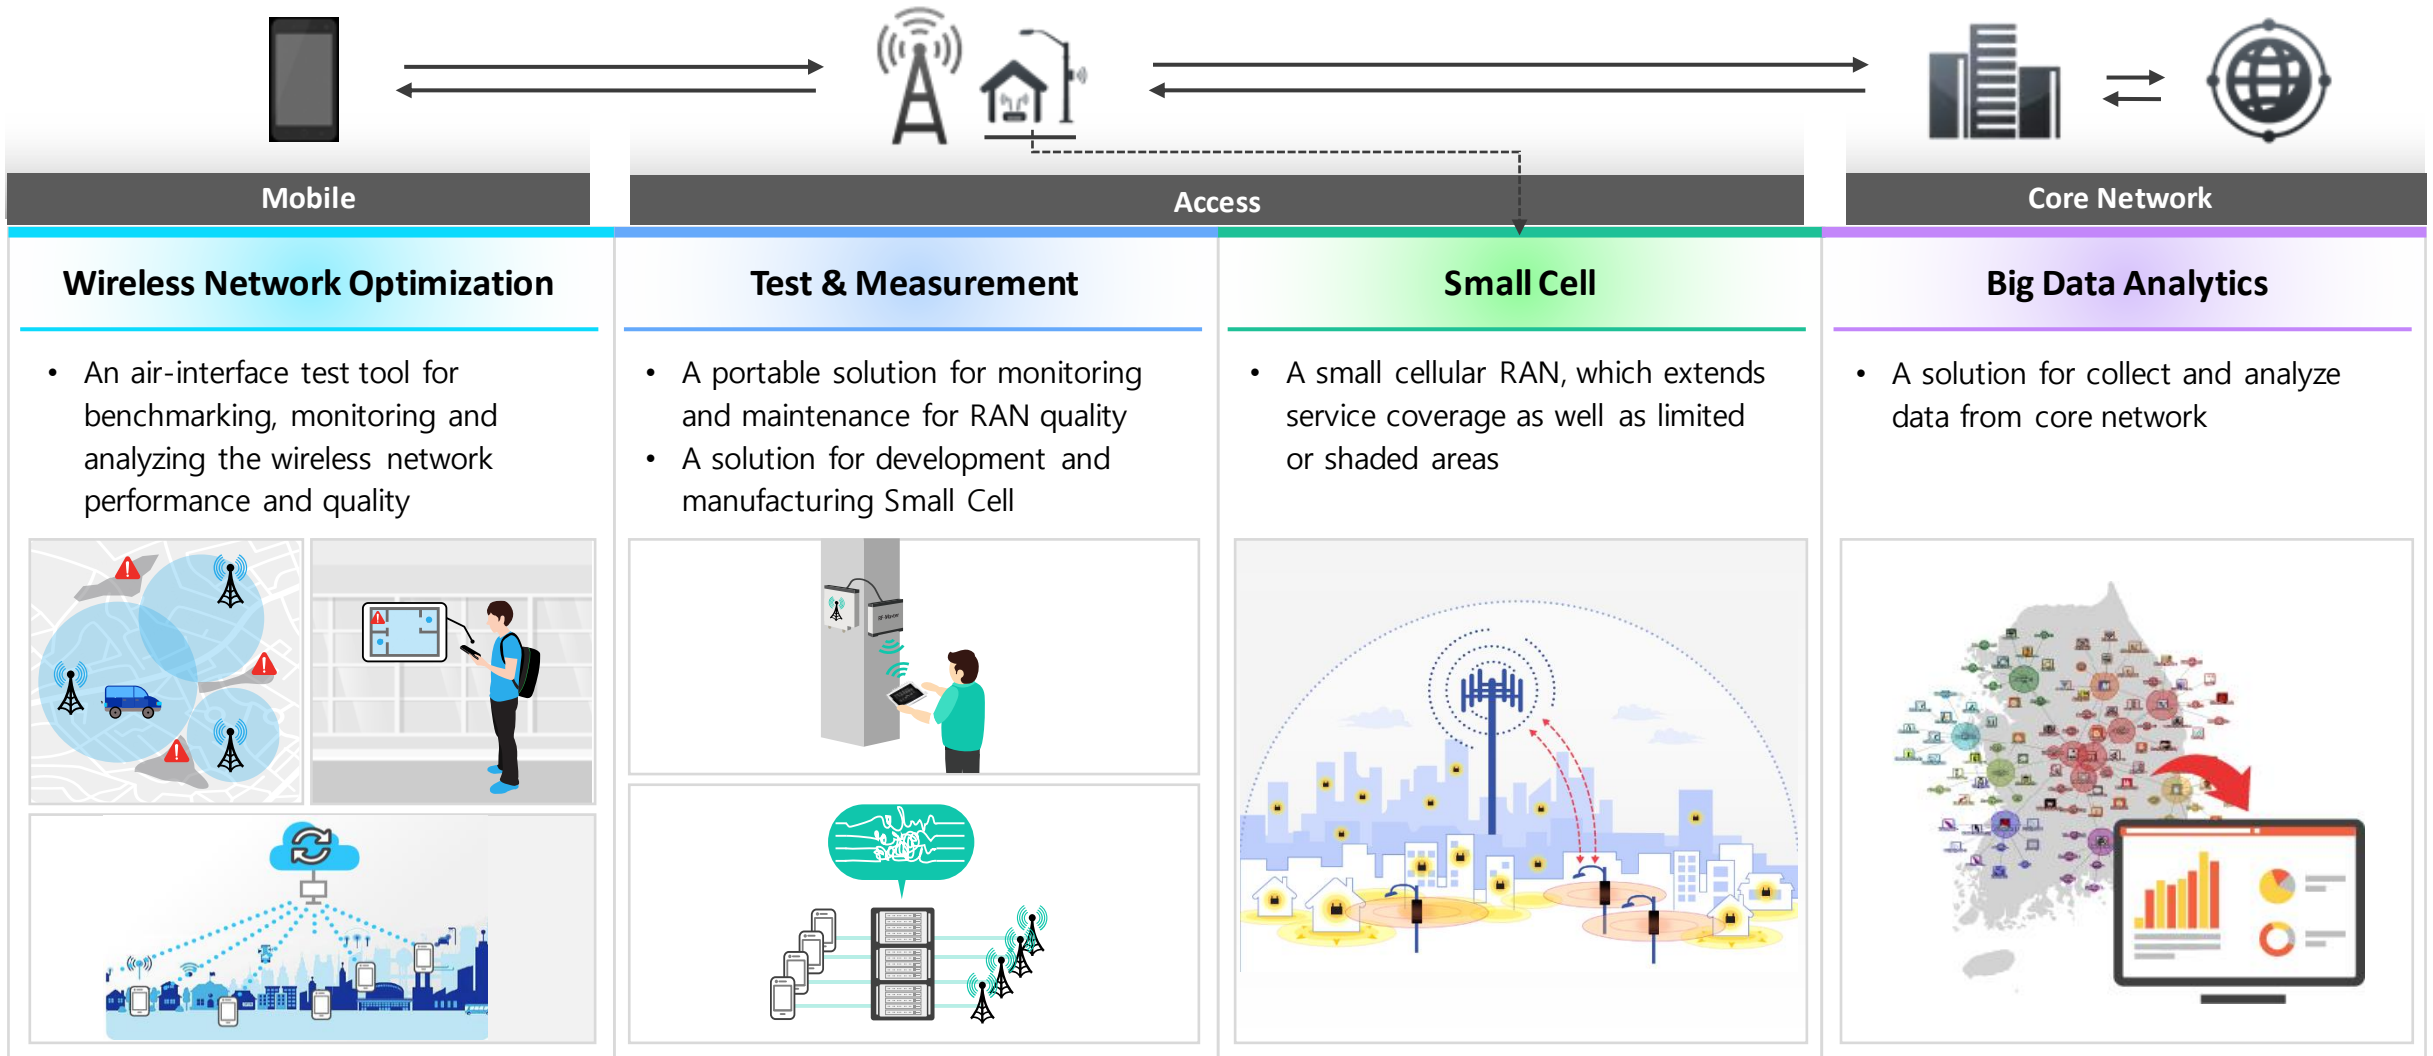 Mobile
Access
Core Network
Wireless Network Optimization
• An air-interface test tool for
benchmarking, monitoring and
analyzing the wireless network
performance and quality
Test & Measurement
• A portable solution for monitoring
and maintenance for RAN quality
• A solution for development and
manufacturing Small Cell
Small Cell
• A small cellular RAN, which extends
service coverage as well as limited
or shaded areas
Big Data Analytics
• A solution for collect and analyze
data from core network